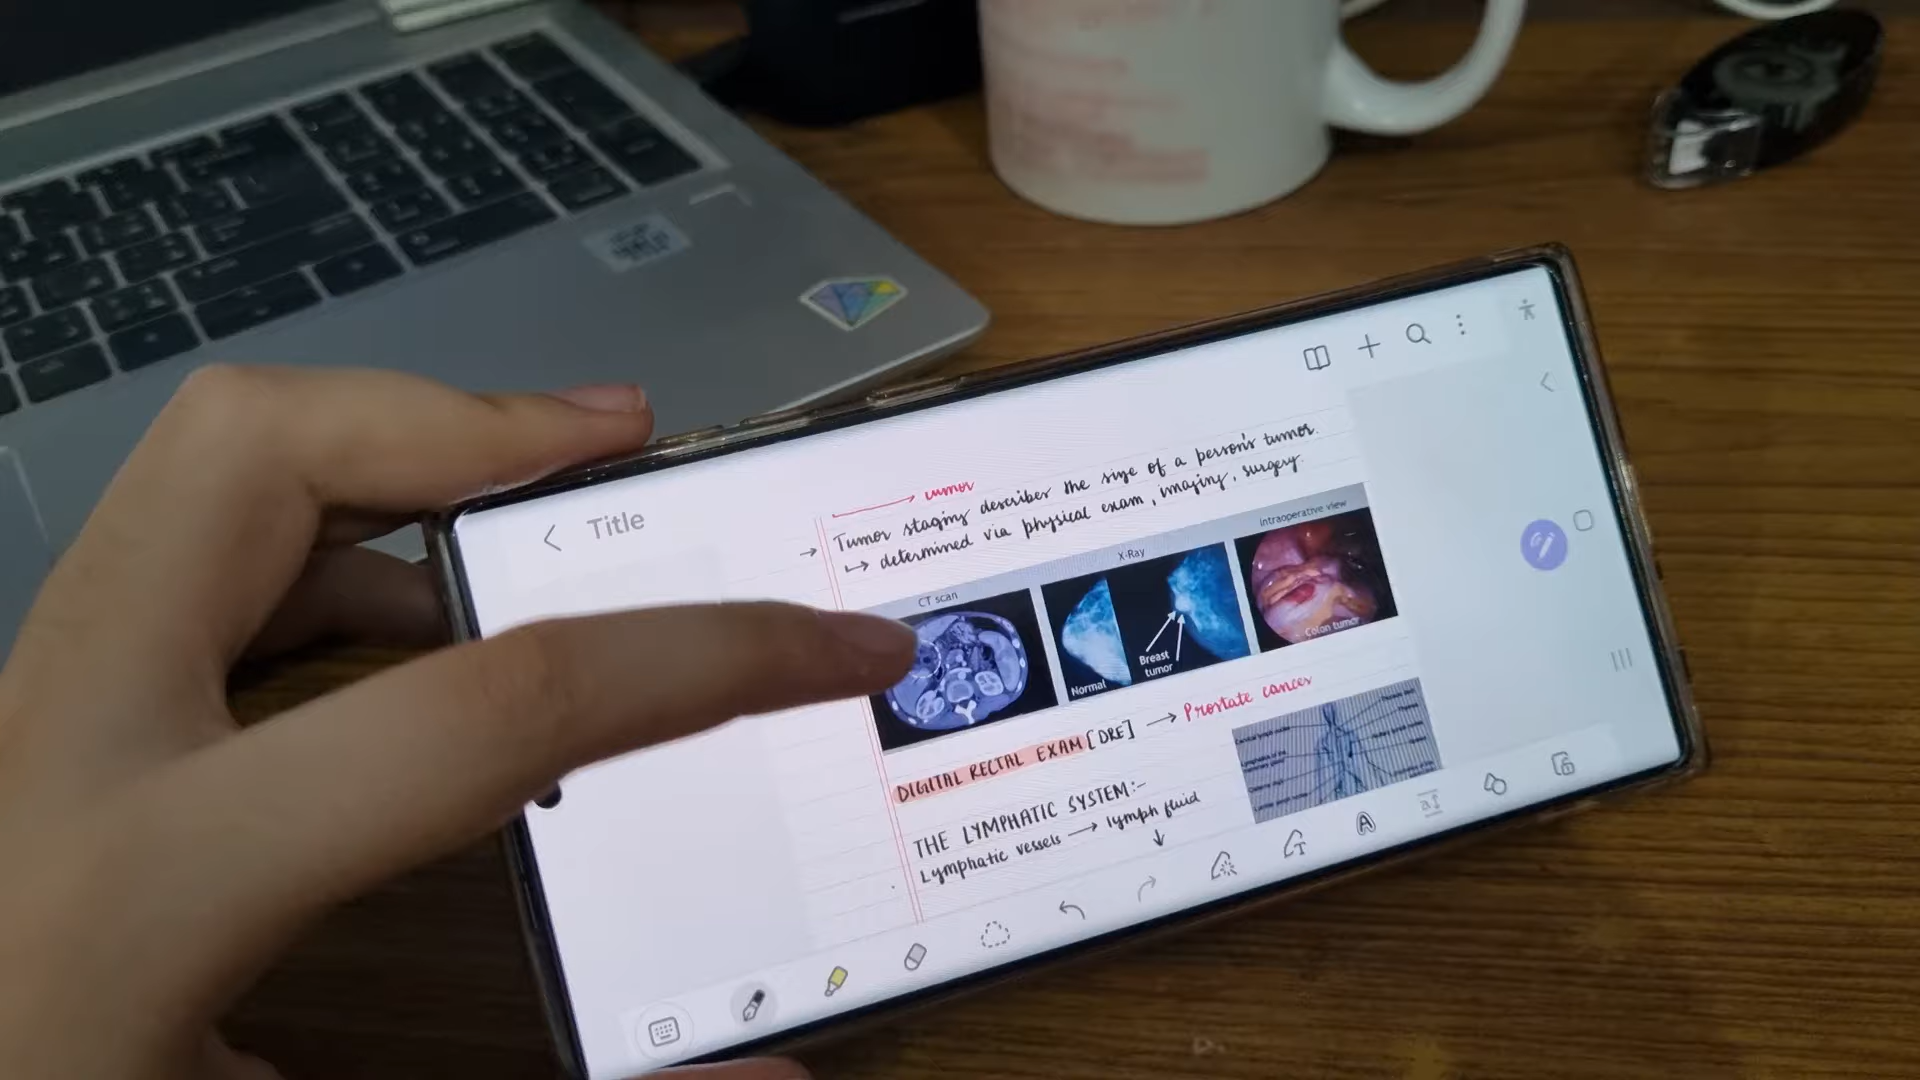 Title
tumor
→ Tumor staging describes the size of a person's tumor.
↳ determined via physical exam, imaging, surgery.
CT scan
X-Ray
Intraoperative view
Normal
Breast
tumor
Colon tumor
DIGITAL RECTAL EXAM [DRE] → Prostate cancer
THE LYMPHATIC SYSTEM:-
Lymphatic vessels → lymph fluid
↓